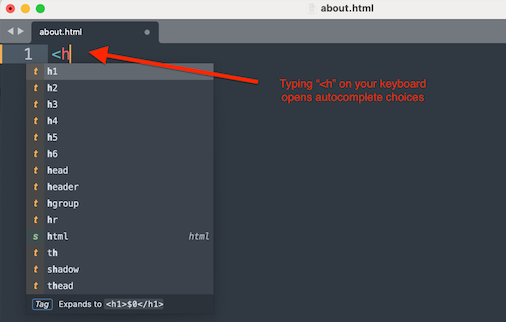 about.html
about.html
1 <h
Typing "<h" on your keyboard
opens autocomplete choices
t h1
t h2
t h3
t h4
t h5
t h6
t head
t header
t hgroup
t hr
s html html
t th
t shadow
t thead
Tag Expands to <h1>$0</h1>